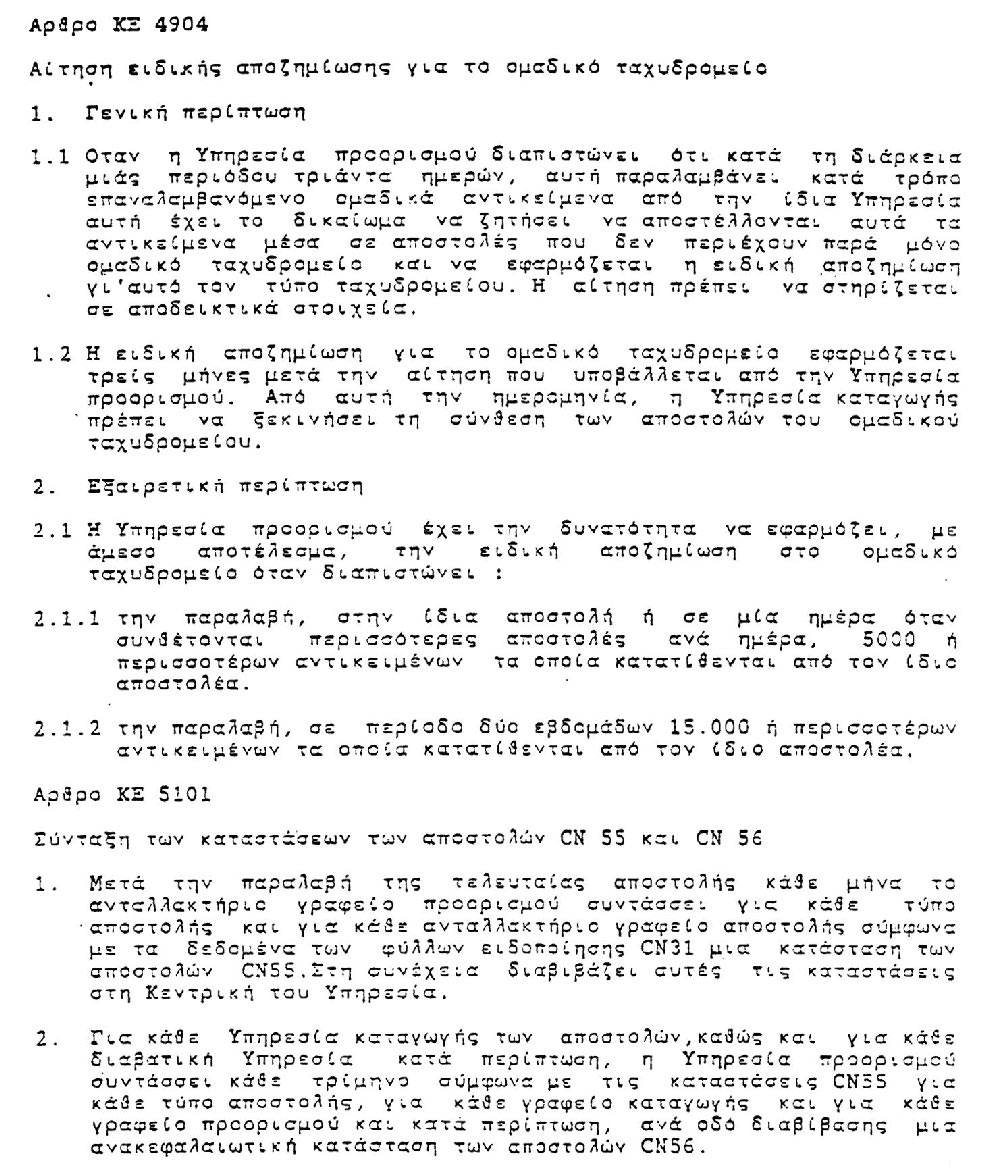 Αρθρο ΚΞ 4904
Αίτηση ειδικής αποζημίωσης για το ομαδικό ταχυδρομείο
1. Γενική περίπτωση
1.1 Οταν η Υπηρεσία προορισμού διαπιστώνει ότι κατά τη διάρκεια
μιάς περιόδου τριάντα ημερών, αυτή παραλαμβάνει κατά τρόπο
επαναλαμβανόμενο ομαδικά αντικείμενα από την ίδια Υπηρεσία
αυτή έχει το δικαίωμα να ζητήσει να αποστέλλονται αυτά τα
αντικείμενα μέσα σε αποστολές που δεν περιέχουν παρά μόνο
ομαδικό ταχυδρομείο και να εφαρμόζεται η ειδική αποζημίωση
γι'αυτό τον τύπο ταχυδρομείου. Η αίτηση πρέπει να στηρίζεται
σε αποδεικτικά στοιχεία.
1.2 Η ειδική αποζημίωση για το ομαδικό ταχυδρομείο εφαρμόζεται
τρείς μήνες μετά την αίτηση που υποβάλλεται από την Υπηρεσία
προορισμού. Από αυτή την ημερομηνία, η Υπηρεσία καταγωγής
πρέπει να ξεκινήσει τη σύνθεση των αποστολών του ομαδικού
ταχυδρομείου.
2. Εξαιρετική περίπτωση
2.1 Η Υπηρεσία προορισμού έχει την δυνατότητα να εφαρμόζει, με
άμεσο αποτέλεσμα, την ειδική αποζημίωση στο ομαδικό
ταχυδρομείο όταν διαπιστώνει :
2.1.1 την παραλαβή, στην ίδια αποστολή ή σε μία ημέρα όταν
συνθέτονται περισσότερες αποστολές ανά ημέρα, 5000 ή
περισσοτέρων αντικειμένων τα οποία κατατίθενται από τον ίδιο
αποστολέα.
2.1.2 την παραλαβή, σε περίοδο δύο εβδομάδων 15.000 ή περισσοτέρων
αντικειμένων τα οποία κατατίθενται από τον ίδιο αποστολέα.
Αρθρο ΚΞ 5101
Σύνταξη των καταστάσεων των αποστολών CN 55 και CN 56
1. Μετά την παραλαβή της τελευταίας αποστολής κάθε μήνα το
ανταλλακτήριο γραφείο προορισμού συντάσσει για κάθε τύπο
αποστολής και για κάθε ανταλλακτήριο γραφείο αποστολής σύμφωνα
με τα δεδομένα των φύλλων ειδοποίησης CN31 μια κατάσταση των
αποστολών CN55.Στη συνέχεια διαβιβάζει αυτές τις καταστάσεις
στη Κεντρική του Υπηρεσία.
2. Για κάθε Υπηρεσία καταγωγής των αποστολών,καθώς και για κάθε
διαβατική Υπηρεσία κατά περίπτωση, η Υπηρεσία προορισμού
συντάσσει κάθε τρίμηνο σύμφωνα με τις καταστάσεις CN55 για
κάθε τύπο αποστολής, για κάθε γραφείο καταγωγής και για κάθε
γραφείο προορισμού και κατά περίπτωση, ανά οδό διαβίβασης μια
ανακεφαλαιωτική κατάσταση των αποστολών CN56.